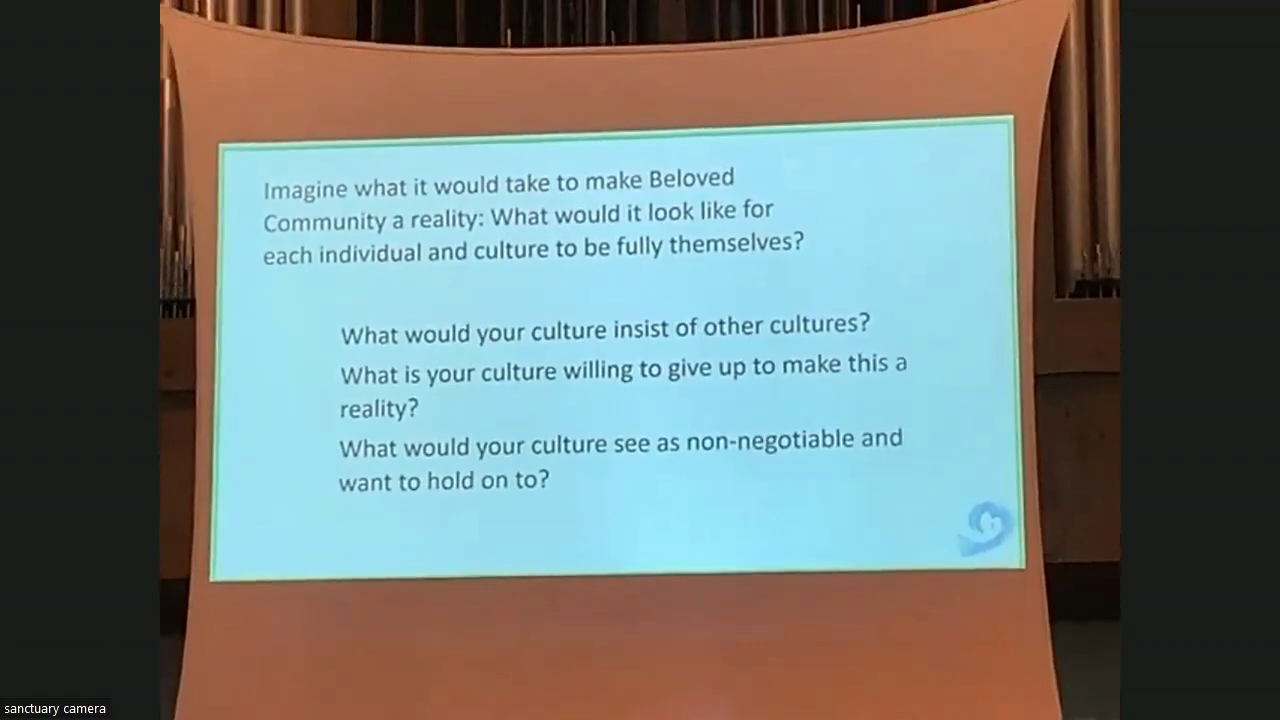 Imagine what it would take to make Beloved
Community a reality: What would it look like for
each individual and culture to be fully themselves?
What would your culture insist of other cultures?
What is your culture willing to give up to make this a
reality?
What would your culture see as non-negotiable and
want to hold on to?
sanctuary camera